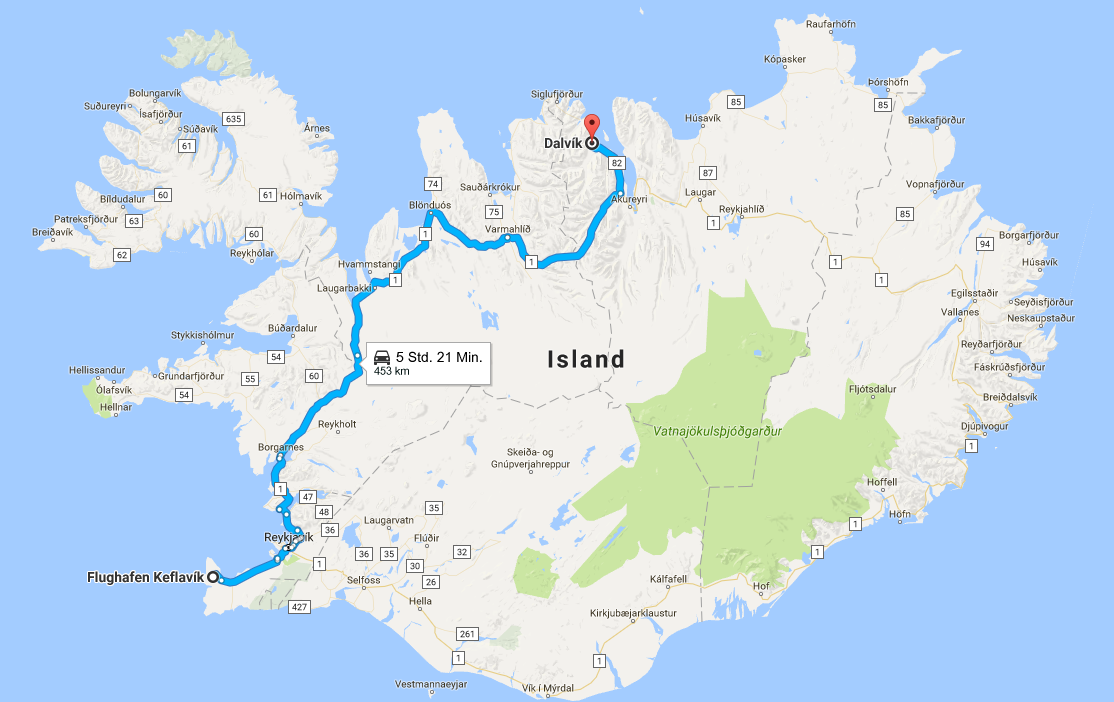 Raufarhöfn
Kópasker
Þórshöfn
Siglufjörður
Bolungarvík
Suðureyri
Ísafjörður
Súðavík
635
Árnes
85
85
Húsavík
Bakkafjörður
61
Dalvík
82
87
Vopnafjörður
74
Sauðárkrókur
Laugar
60
61
Hólmavík
Bíldudalur
Patreksfjörður
63
Breiðavík
62
60
Reykhólar
Blönduós
75
Akureyri
Reykjahlíð
85
1
Varmahlíð
1
1
94
Borgarfjörður
Húsavík
Hvammstangi
1
1
1
Laugarbakki
Egilsstaðir
Seyðisfjörður
Vallanes
Neskaupstaður
Stykkishólmur
Búðardalur
5 Std. 21 Min.
453 km
Island
Reyðarfjörður
Fáskrúðsfjörður
Hellissandur
Grundarfjörður
54
55
60
54
Ólafsvík
Hellnar
Fljótsdalur
Breiðdalsvík
Djúpivogur
Reykholt
Vatnajökulsþjóðgarður
Borgarnes
1
Skeiða- og
Gnúpverjahreppur
Hoffell
Höfn
1
47
48
35
36
Laugarvatn
Flúðir
1
1
Reykjavík
36
35
32
30
26
1
Flughafen Keflavík
Selfoss
Kálfafell
Hof
427
Hella
Kirkjubæjarklaustur
261
1
1
Vestmannaeyjar
Vík í Mýrdal